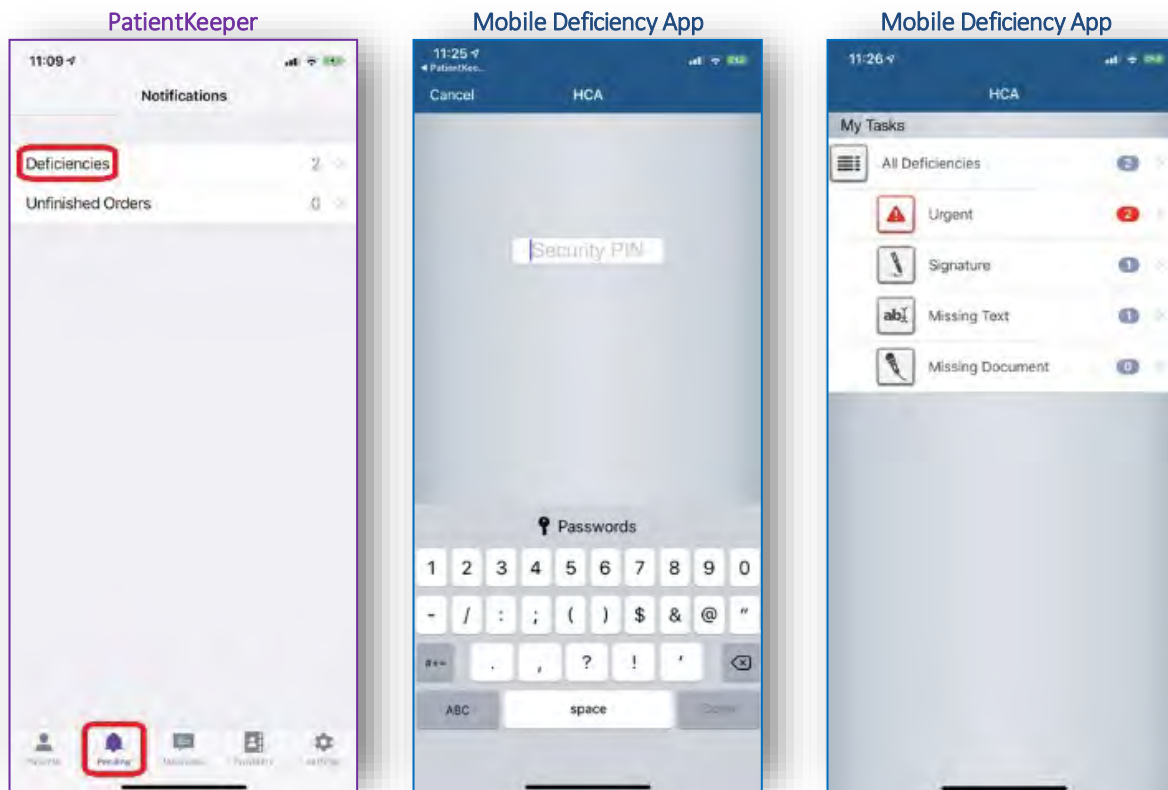 PatientKeeper
11:09
Notifications
Deficiencies 2
Unfinished Orders 0
Pending
Mobile Deficiency App
11:25
PatientKee...
Cancel HCA
Security PIN
Passwords
1 2 3 4 5 6 7 8 9 0
- / : ; ( ) $ & @ "
#+= . , ? ! '
ABC space
Mobile Deficiency App
11:26
HCA
My Tasks
All Deficiencies 2
Urgent 2
Signature 1
abI Missing Text 1
Missing Document 0